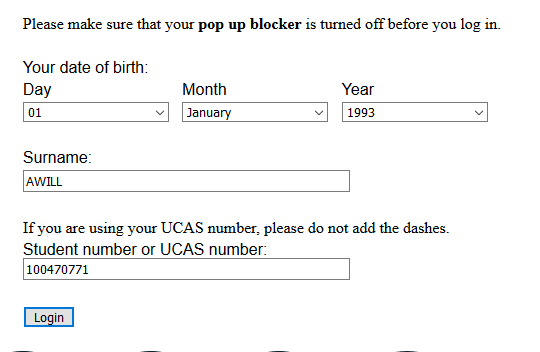 Please make sure that your pop up blocker is turned off before you log in.
Your date of birth:
Day Month Year
01 January 1993
Surname:
AWILL
If you are using your UCAS number, please do not add the dashes.
Student number or UCAS number:
100470771
Login